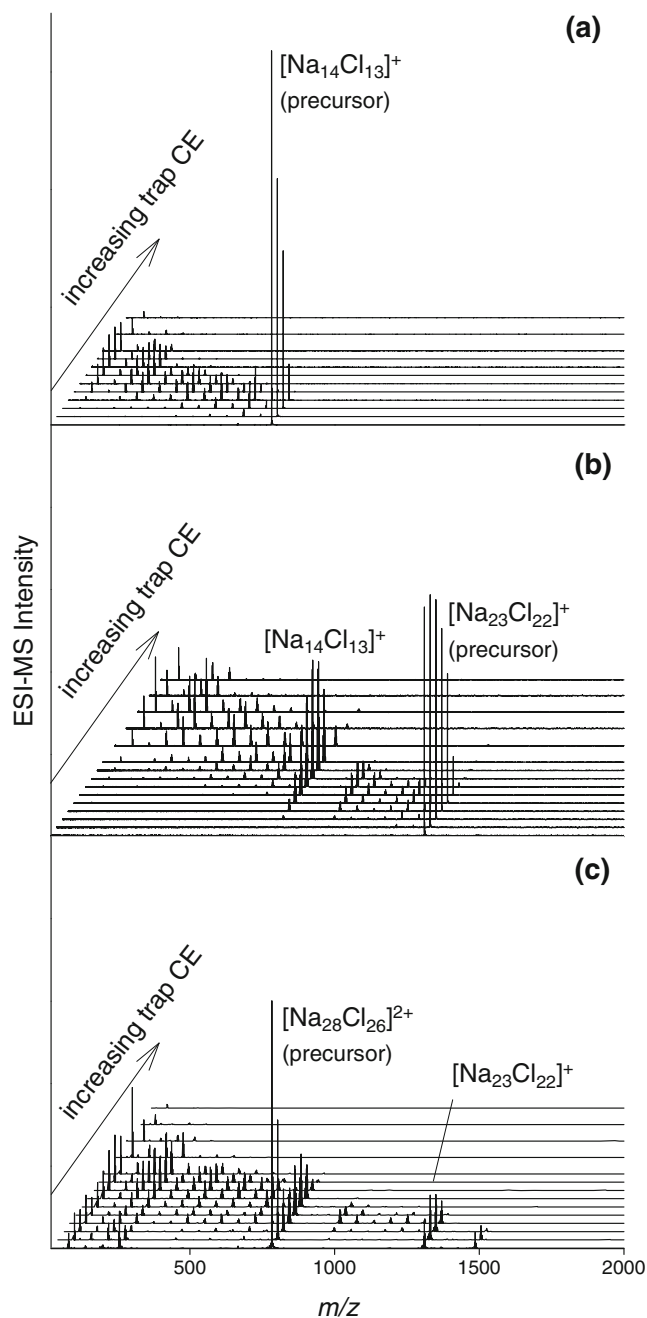 (a)
[Na₁₄Cl₁₃]⁺
(precursor)
increasing trap CE
(b)
increasing trap CE
[Na₁₄Cl₁₃]⁺
[Na₂₃Cl₂₂]⁺
(precursor)
ESI-MS Intensity
(c)
increasing trap CE
[Na₂₈Cl₂₆]²⁺
(precursor)
[Na₂₃Cl₂₂]⁺
500 1000 1500 2000
m/z